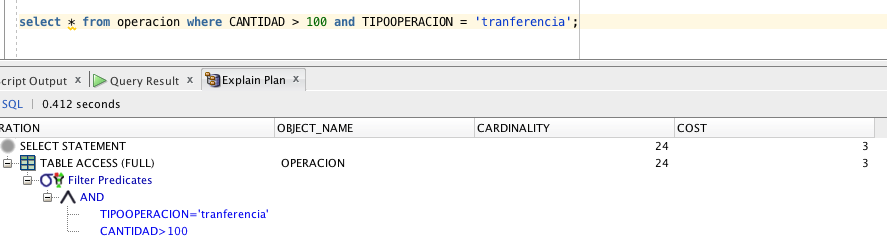 select * from operacion where CANTIDAD > 100 and TIPOOPERACION = 'tranferencia';
cript Output x Query Result x Explain Plan x
SQL | 0.412 seconds
RATION OBJECT_NAME CARDINALITY COST
SELECT STATEMENT 24 3
TABLE ACCESS (FULL) OPERACION 24 3
Filter Predicates
AND
TIPOOPERACION='tranferencia'
CANTIDAD>100